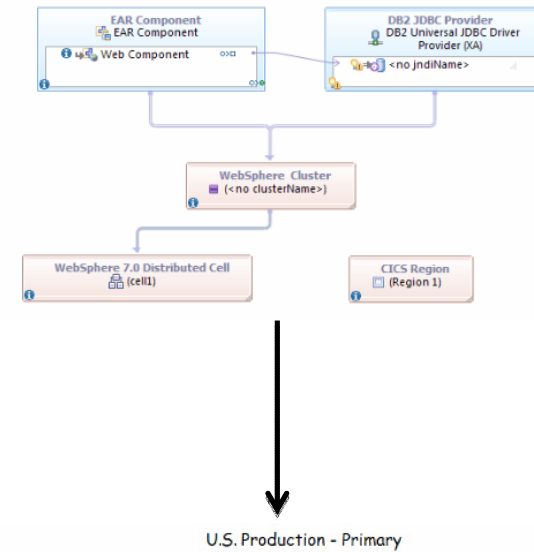 EAR Component
EAR Component
Web Component
DB2 JDBC Provider
DB2 Universal JDBC Driver
Provider (XA)
<no jndiName>
WebSphere Cluster
(<no clusterName>)
WebSphere 7.0 Distributed Cell
(cell1)
CICS Region
(Region 1)
U.S. Production - Primary